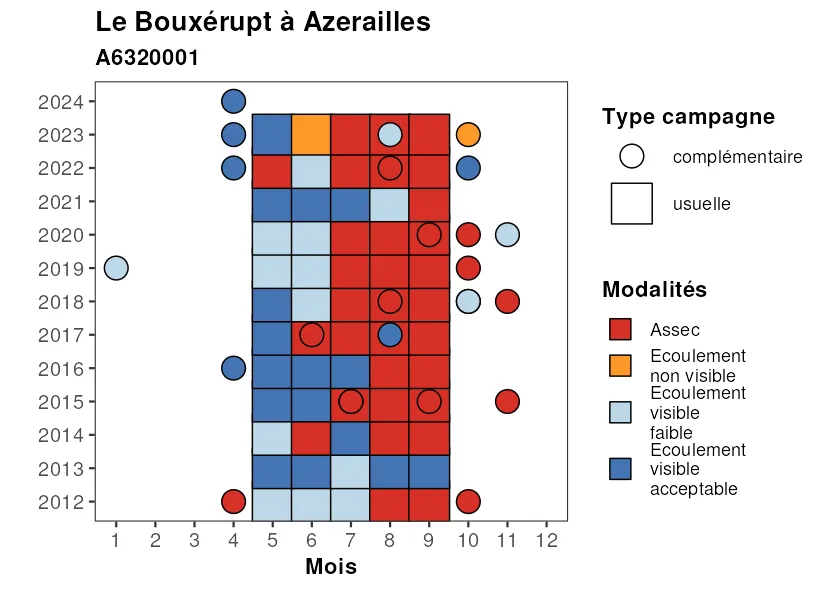 Le Bouxérupt à Azerailles
A6320001
2024
2023
2022
2021
2020
2019
2018
2017
2016
2015
2014
2013
2012
1 2 3 4 5 6 7 8 9 10 11 12
Mois
Type campagne
complémentaire
usuelle
Modalités
Assec
Ecoulement
non visible
Ecoulement
visible
faible
Ecoulement
visible
acceptable